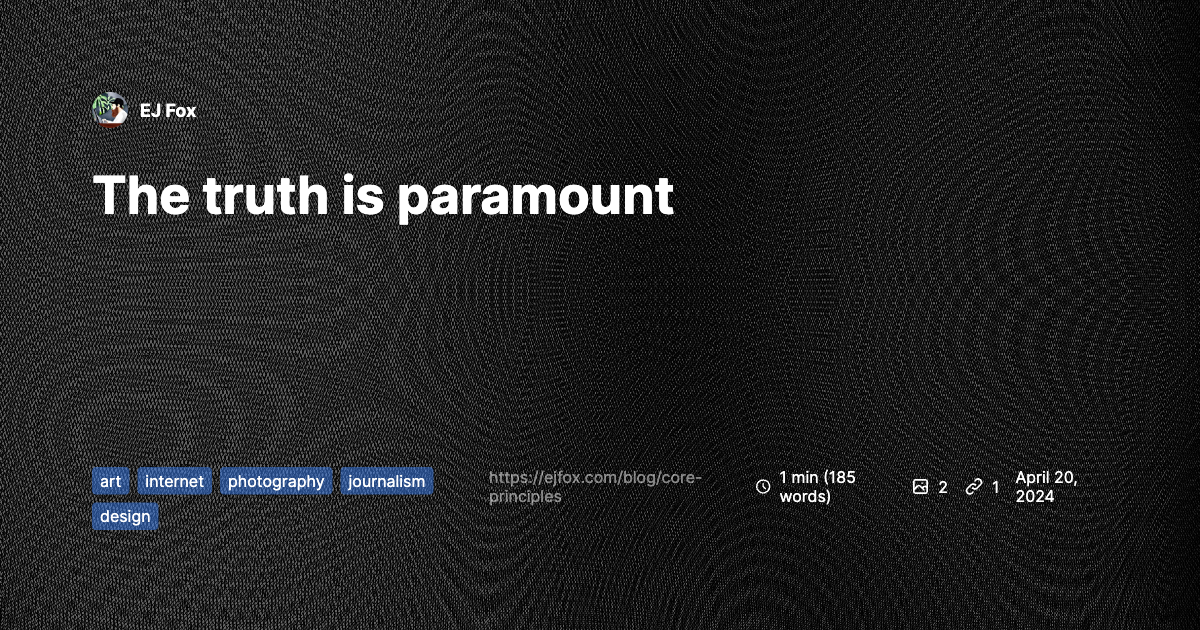 EJ Fox
The truth is paramount
art internet photography journalism
design
https://ejfox.com/blog/core-
principles
1 min (185
words)
2
1
April 20,
2024